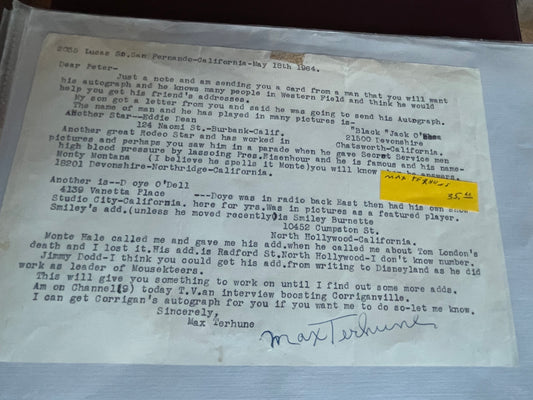 2035 Lucas St.San Fernando-California-May 18th 1964.
Dear Peter-
Just a note and am sending you a card from a man that you will want
his autograph and he knows many people in Western Field and think he would
help you get his friend's addresses.
My son got a letter from you and said he was going to send his Autograph.
The name of man and he has played in many pictures is-
Another Star--Eddie Dean "Black "Jack O'
124 Naomi St.-Burbank-Calif. 21500 Devonshire
Another great Rodeo Star and has worked in Chatsworth-California.
pictures and perhaps you saw him in a parade when he gave Secret Service men
high blood pressure by lassoing Pres.Eisenhour and he is famous and his name-
Monty Montana (I believe he spells it Monte)you will know
18201 Devonshire-Northridge-California.
MAX TERHUNE
35.
Another is--D oye O'Dell
4139 Vanetta Place ---Doye was in radio back East then had his own show
Studio City-California. here for yrs.Was in pictures as a featured player.
Smiley's add.(unless he moved recently)is Smiley Burnette
10452 Cumpston St.
North Hollywood-California.
Monte Hale called me and gave me his add.when he called me about Tom London's
death and I lost it.His add.is Radford St.North Hollywood-I don't know number.
Jimmy Dodd-I think you could get his add.from writing to Disneyland as he did
work as leader of Mousekteers.
This will give you something to work on until I find out some more adds.
Am on Channel(9) today T.V.an interview boosting Corriganville.
I can get Corrigan's autograph for you if you want me to do so-let me know.
Sincerely,
Max Terhune
Max Terhune